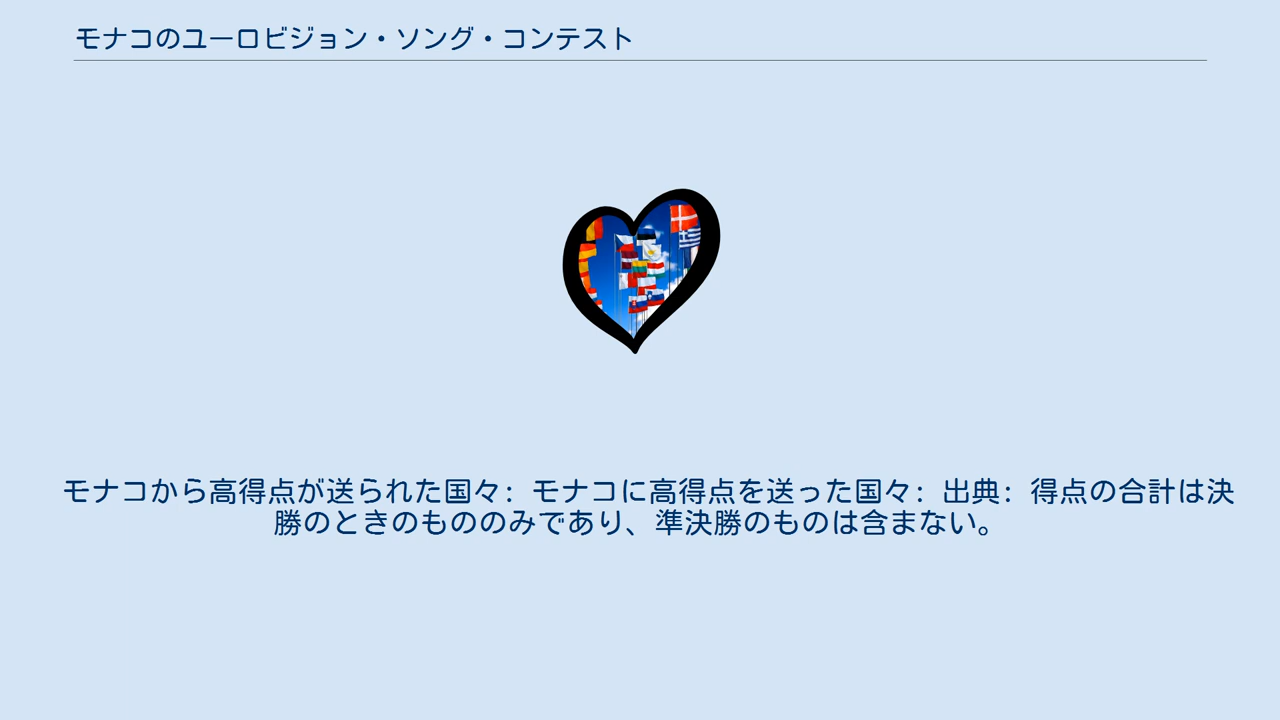 モナコのユーロビジョン・ソング・コンテスト
モナコから高得点が送られた国々: モナコに高得点を送った国々: 出典: 得点の合計は決
勝のときのもののみであり、準決勝のものは含まない。